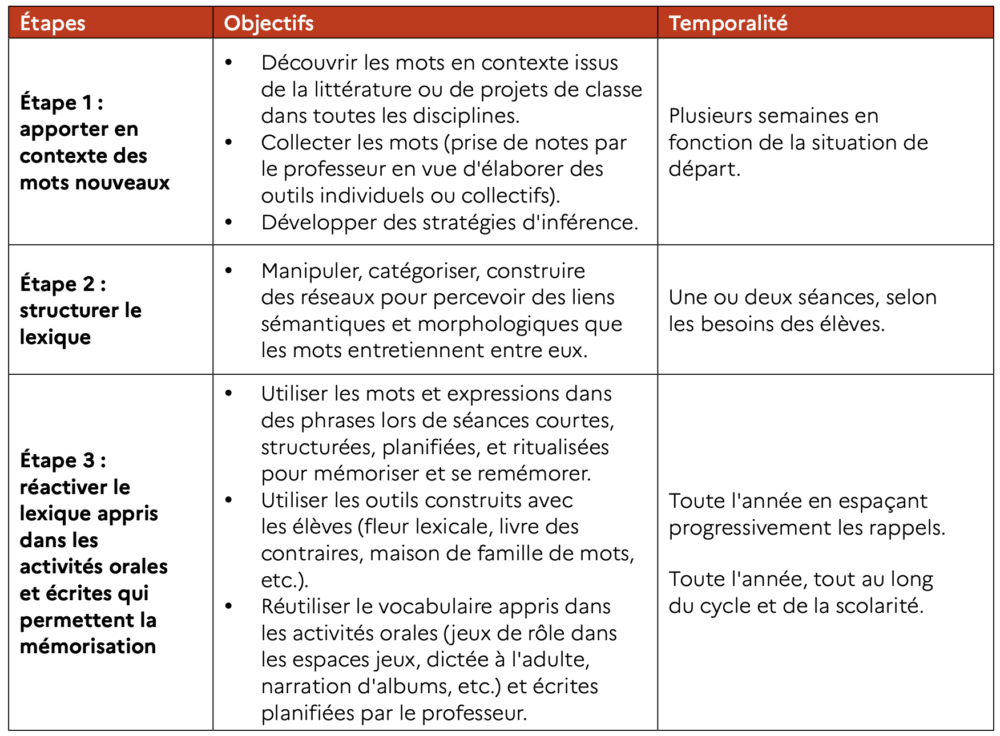 Étapes
Objectifs
Temporalité
Étape 1 :
apporter en
contexte des
mots nouveaux
• Découvrir les mots en contexte issus
de la littérature ou de projets de classe
dans toutes les disciplines.
• Collecter les mots (prise de notes par
le professeur en vue d'élaborer des
outils individuels ou collectifs).
• Développer des stratégies d'inférence.
Plusieurs semaines en
fonction de la situation de
départ.
Étape 2 :
structurer le
lexique
• Manipuler, catégoriser, construire
des réseaux pour percevoir des liens
sémantiques et morphologiques que
les mots entretiennent entre eux.
Une ou deux séances, selon
les besoins des élèves.
Étape 3 :
réactiver le
lexique appris
dans les
activités orales
et écrites qui
permettent la
mémorisation
• Utiliser les mots et expressions dans
des phrases lors de séances courtes,
structurées, planifiées, et ritualisées
pour mémoriser et se remémorer.
• Utiliser les outils construits avec
les élèves (fleur lexicale, livre des
contraires, maison de famille de mots,
etc.).
• Réutiliser le vocabulaire appris dans
les activités orales (jeux de rôle dans
les espaces jeux, dictée à l'adulte,
narration d'albums, etc.) et écrites
planifiées par le professeur.
Toute l'année en espaçant
progressivement les rappels.
Toute l'année, tout au long
du cycle et de la scolarité.